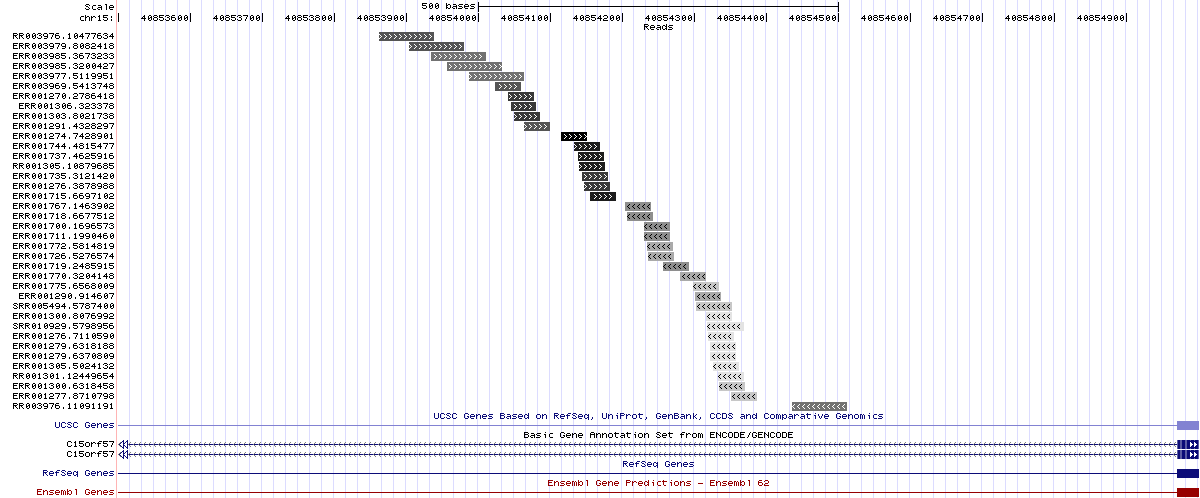 Scale 500 bases
chr15: 40853600 40853700 40853800 40853900 40854000 40854100 40854200 40854300 40854400 40854500 40854600 40854700 40854800 40854900
Reads
RR003976.10477634
ERR003979.8082418
ERR003985.3673233
ERR003985.3200427
ERR003977.5119951
ERR003969.5413748
ERR001270.2786418
ERR001306.323378
ERR001303.8021738
ERR001291.4328297
ERR001274.7428901
ERR001744.4815477
ERR001737.4625916
RR001305.10879685
ERR001735.3121420
ERR001276.3878988
ERR001715.6697102
ERR001767.1463902
ERR001718.6677512
ERR001700.1696573
ERR001711.1990460
ERR001772.5814819
ERR001726.5276574
ERR001719.2485915
ERR001770.3204148
ERR001775.6568009
ERR001290.914607
SRR005494.5787400
ERR001300.8076992
SRR010929.5798956
ERR001276.7110590
ERR001279.6318188
ERR001279.6370809
ERR001305.5024132
RR001301.12449654
ERR001300.6318458
ERR001277.8710798
RR003976.11091191
UCSC Genes Based on RefSeq, UniProt, GenBank, CCDS and Comparative Genomics
UCSC Genes
Basic Gene Annotation Set from ENCODE/GENCODE
C15orf57
C15orf57
RefSeq Genes
RefSeq Genes
Ensembl Gene Predictions - Ensembl 62
Ensembl Genes